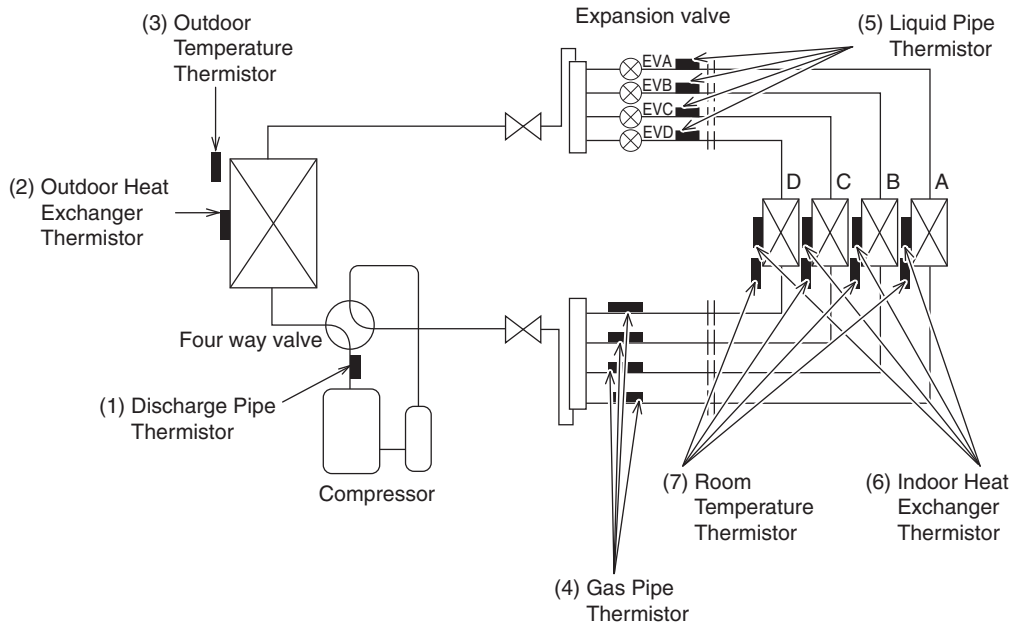 (3) Outdoor
Temperature
Thermistor
Expansion valve
(5) Liquid Pipe
Thermistor
EVA
EVB
EVC
EVD
(2) Outdoor Heat
Exchanger
Thermistor
D C B A
Four way valve
(1) Discharge Pipe
Thermistor
Compressor
(7) Room
Temperature
Thermistor
(6) Indoor Heat
Exchanger
Thermistor
(4) Gas Pipe
Thermistor